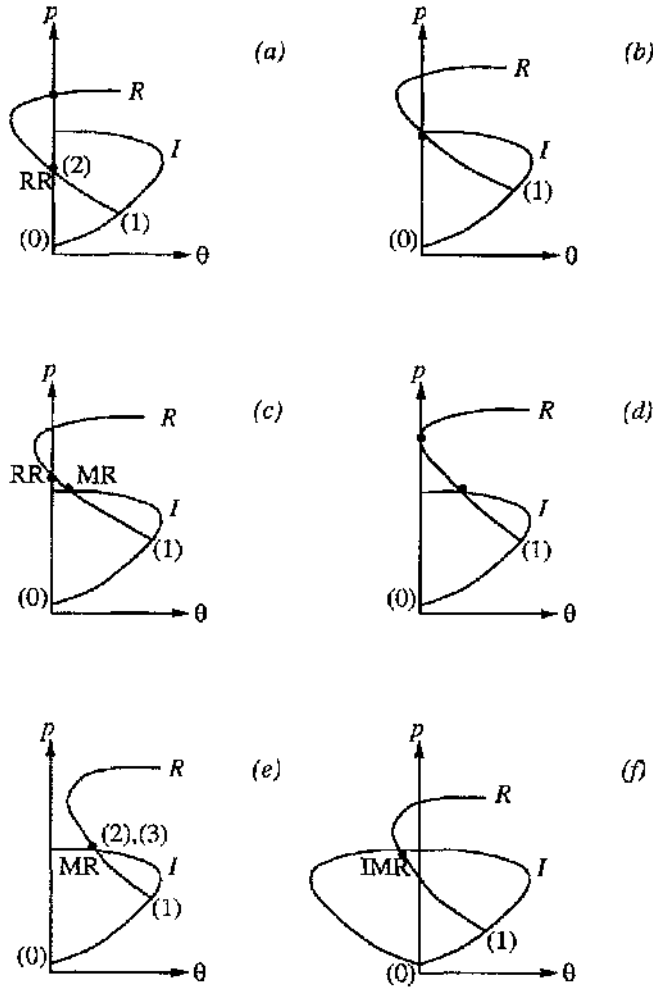 p (a)
R
(2) I
RR
(1)
(0)
θ
p (b)
R
I
(1)
(0)
θ
p (c)
R
RR MR
I
(1)
(0)
θ
p (d)
R
I
(1)
(0)
θ
p (e)
R
(2),(3)
MR I
(1)
(0)
θ
p (f)
R
IMR I
(1)
(0)
θ